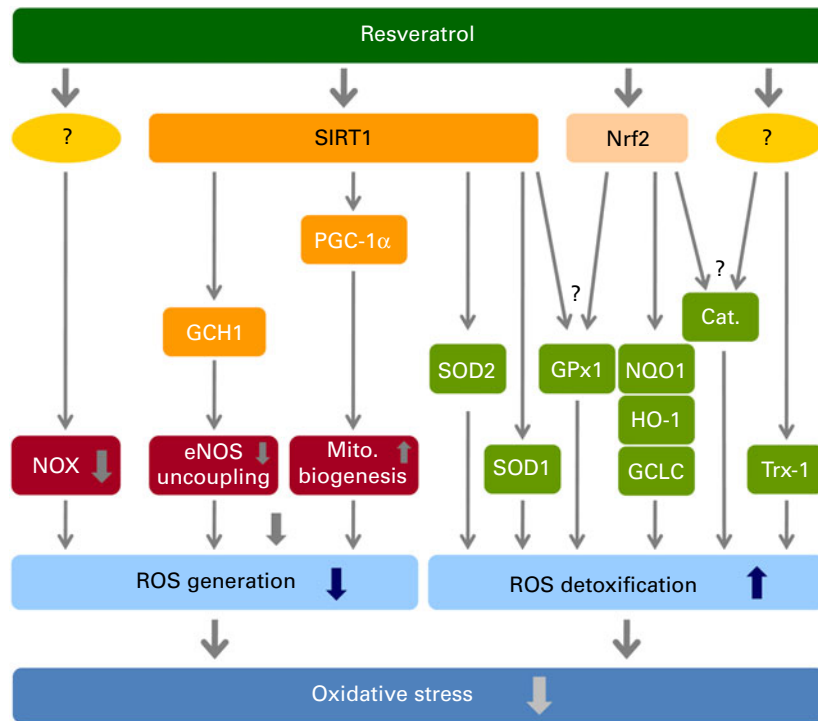 Resveratrol
?
SIRT1
Nrf2
?
PGC-1α
?
?
Cat.
GCH1
SOD2
GPx1
NQO1
HO-1
NOX
eNOS
uncoupling
Mito.
biogenesis
SOD1
GCLC
Trx-1
ROS generation
ROS detoxification
Oxidative stress